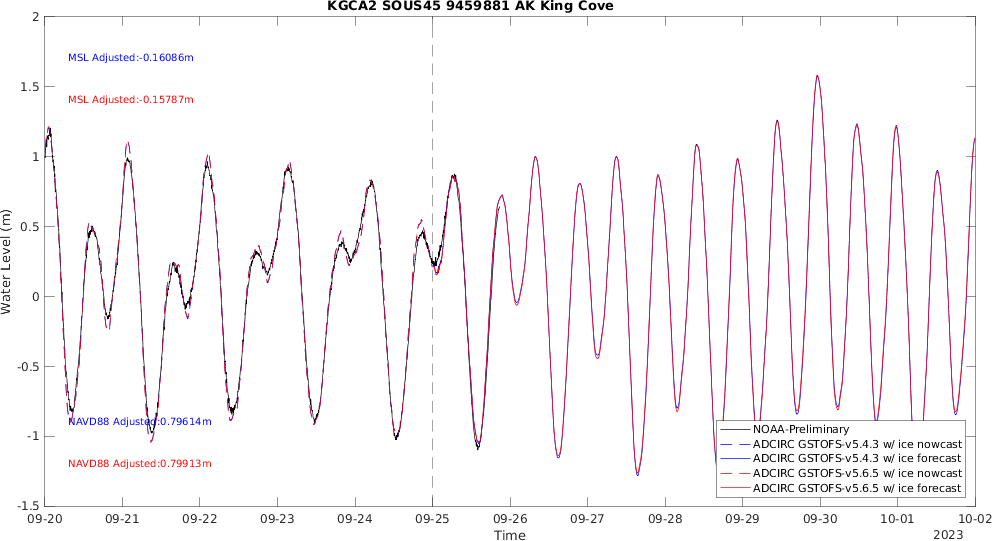 KGCA2 SOUS45 9459881 AK King Cove
MSL Adjusted:-0.16086m
MSL Adjusted:-0.15787m
NAVD88 Adjusted:0.79614m
NAVD88 Adjusted:0.79913m
Water Level (m)
2
1.5
1
0.5
0
-0.5
-1
-1.5
NOAA-Preliminary
ADCIRC GSTOFS-v5.4.3 w/ ice nowcast
ADCIRC GSTOFS-v5.4.3 w/ ice forecast
ADCIRC GSTOFS-v5.6.5 w/ ice nowcast
ADCIRC GSTOFS-v5.6.5 w/ ice forecast
09-20 09-21 09-22 09-23 09-24 09-25 09-26 09-27 09-28 09-29 09-30 10-01 10-02
Time
2023